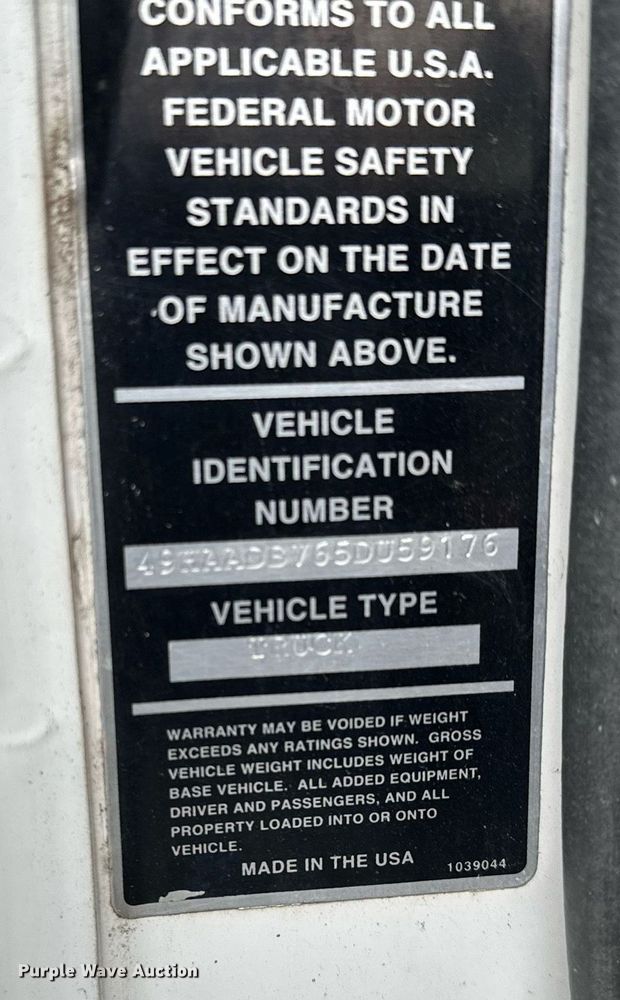 CONFORMS TO ALL
APPLICABLE U.S.A.
FEDERAL MOTOR
VEHICLE SAFETY
STANDARDS IN
EFFECT ON THE DATE
OF MANUFACTURE
SHOWN ABOVE.
VEHICLE
IDENTIFICATION
NUMBER
49HAADBV65DU59176
VEHICLE TYPE
TRUCK
WARRANTY MAY BE VOIDED IF WEIGHT
EXCEEDS ANY RATINGS SHOWN. GROSS
VEHICLE WEIGHT INCLUDES WEIGHT OF
BASE VEHICLE. ALL ADDED EQUIPMENT,
DRIVER AND PASSENGERS, AND ALL
PROPERTY LOADED INTO OR ONTO
VEHICLE.
MADE IN THE USA
1039044
Purple Wave Auction